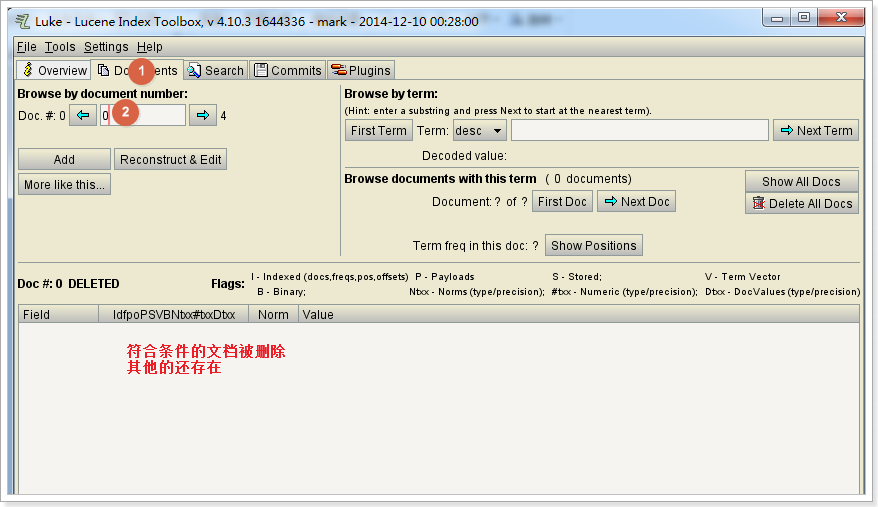 Luke - Lucene Index Toolbox, v 4.10.3 1644336 - mark - 2014-12-10 00:28:00
File Tools Settings Help
Overview Documents Search Commits Plugins
1
Browse by document number:
Doc. #: 0 0 4
2
Add Reconstruct & Edit
More like this...
Browse by term:
(Hint: enter a substring and press Next to start at the nearest term).
First Term Term: desc Next Term
Decoded value:
Browse documents with this term ( 0 documents) Show All Docs
Document: ? of ? First Doc Next Doc Delete All Docs
Term freq in this doc: ? Show Positions
Doc #: 0 DELETED Flags: I - Indexed (docs,freqs,pos,offsets) P - Payloads S - Stored; V - Term Vector
B - Binary; Ntxx - Norms (type/precision); #txx - Numeric (type/precision); Dtxx - DocValues (type/precision)
Field IdfpoPSVBNtxx#txxDtxx Norm Value
符合条件的文档被删除
其他的还存在